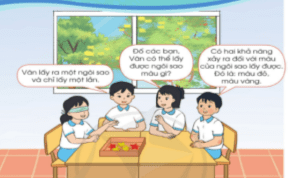 Vân lấy ra một ngôi sao
và chỉ lấy một lần.
Đố các bạn,
Vân có thể lấy
được ngôi sao
màu gì?
Có hai khả năng
xảy ra đối với màu
của ngôi sao lấy được.
Đó là: màu đỏ,
màu vàng.